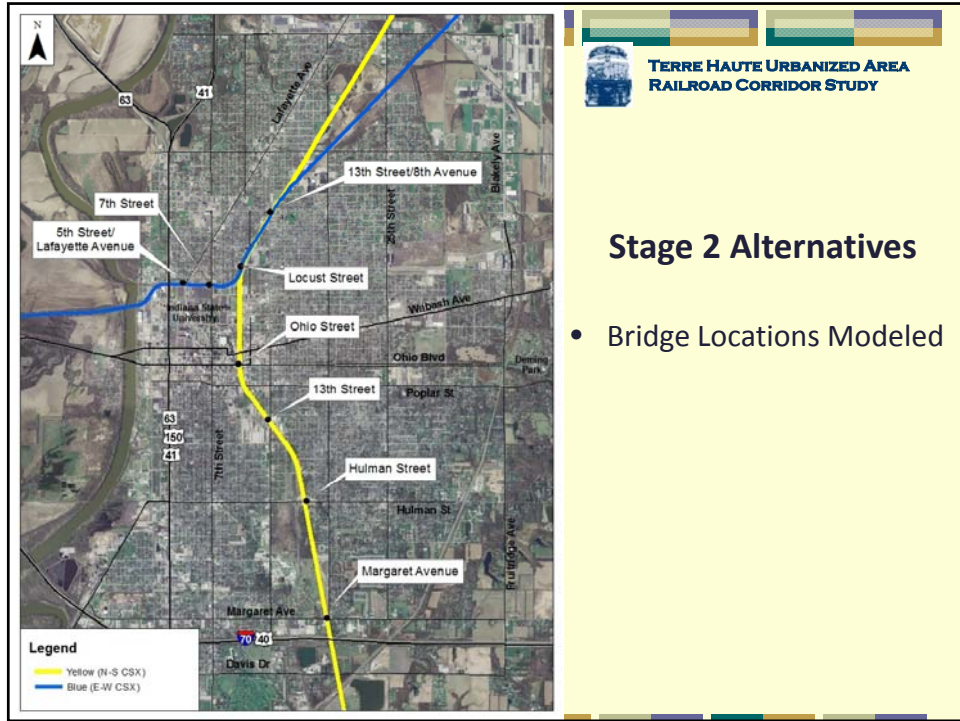 N
63
41
Lafayette Ave
Blakely Ave
13th Street/8th Avenue
7th Street
25th Street
5th Street/
Lafayette Avenue
Locust Street
Indiana State
University
Wabash Ave
Ohio Street
Ohio Blvd
Deming
Park
Poplar St
13th Street
63
150
41
7th Street
Hulman Street
Hulman St
Fruitridge Ave
Margaret Avenue
Margaret Ave
70
40
Davis Dr
Legend
Yellow (N-S CSX)
Blue (E-W CSX)
TERRE HAUTE URBANIZED AREA
RAILROAD CORRIDOR STUDY
Stage 2 Alternatives
• Bridge Locations Modeled